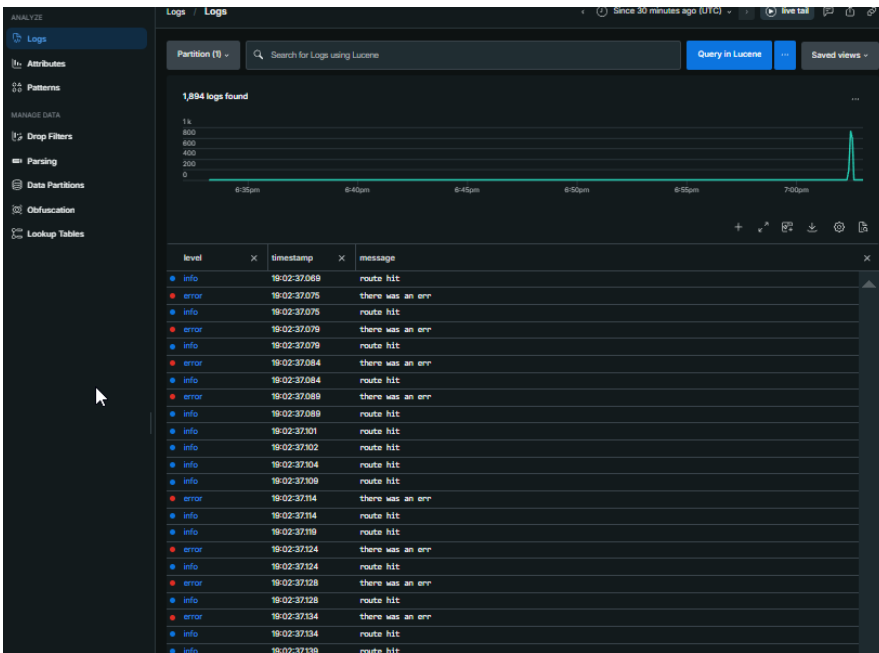 ANALYZE
Logs
Attributes
Patterns
MANAGE DATA
Drop Filters
Parsing
Data Partitions
Obfuscation
Lookup Tables
Logs / Logs
Since 30 minutes ago (UTC)
live tail
Partition (1)
Search for Logs using Lucene
Query in Lucene
...
Saved views
1,894 logs found
...
1 k
800
600
400
200
0
6:35pm 6:40pm 6:45pm 6:50pm 6:55pm 7:00pm
level timestamp message
info 19:02:37.069 route hit
error 19:02:37.075 there was an err
info 19:02:37.075 route hit
error 19:02:37.079 there was an err
info 19:02:37.079 route hit
error 19:02:37.084 there was an err
info 19:02:37.084 route hit
error 19:02:37.089 there was an err
info 19:02:37.089 route hit
info 19:02:37.101 route hit
info 19:02:37.102 route hit
info 19:02:37.104 route hit
info 19:02:37.109 route hit
error 19:02:37.114 there was an err
info 19:02:37.114 route hit
info 19:02:37.119 route hit
error 19:02:37.124 there was an err
info 19:02:37.124 route hit
error 19:02:37.128 there was an err
info 19:02:37.128 route hit
error 19:02:37.134 there was an err
info 19:02:37.134 route hit
info 19:02:37.139 route hit